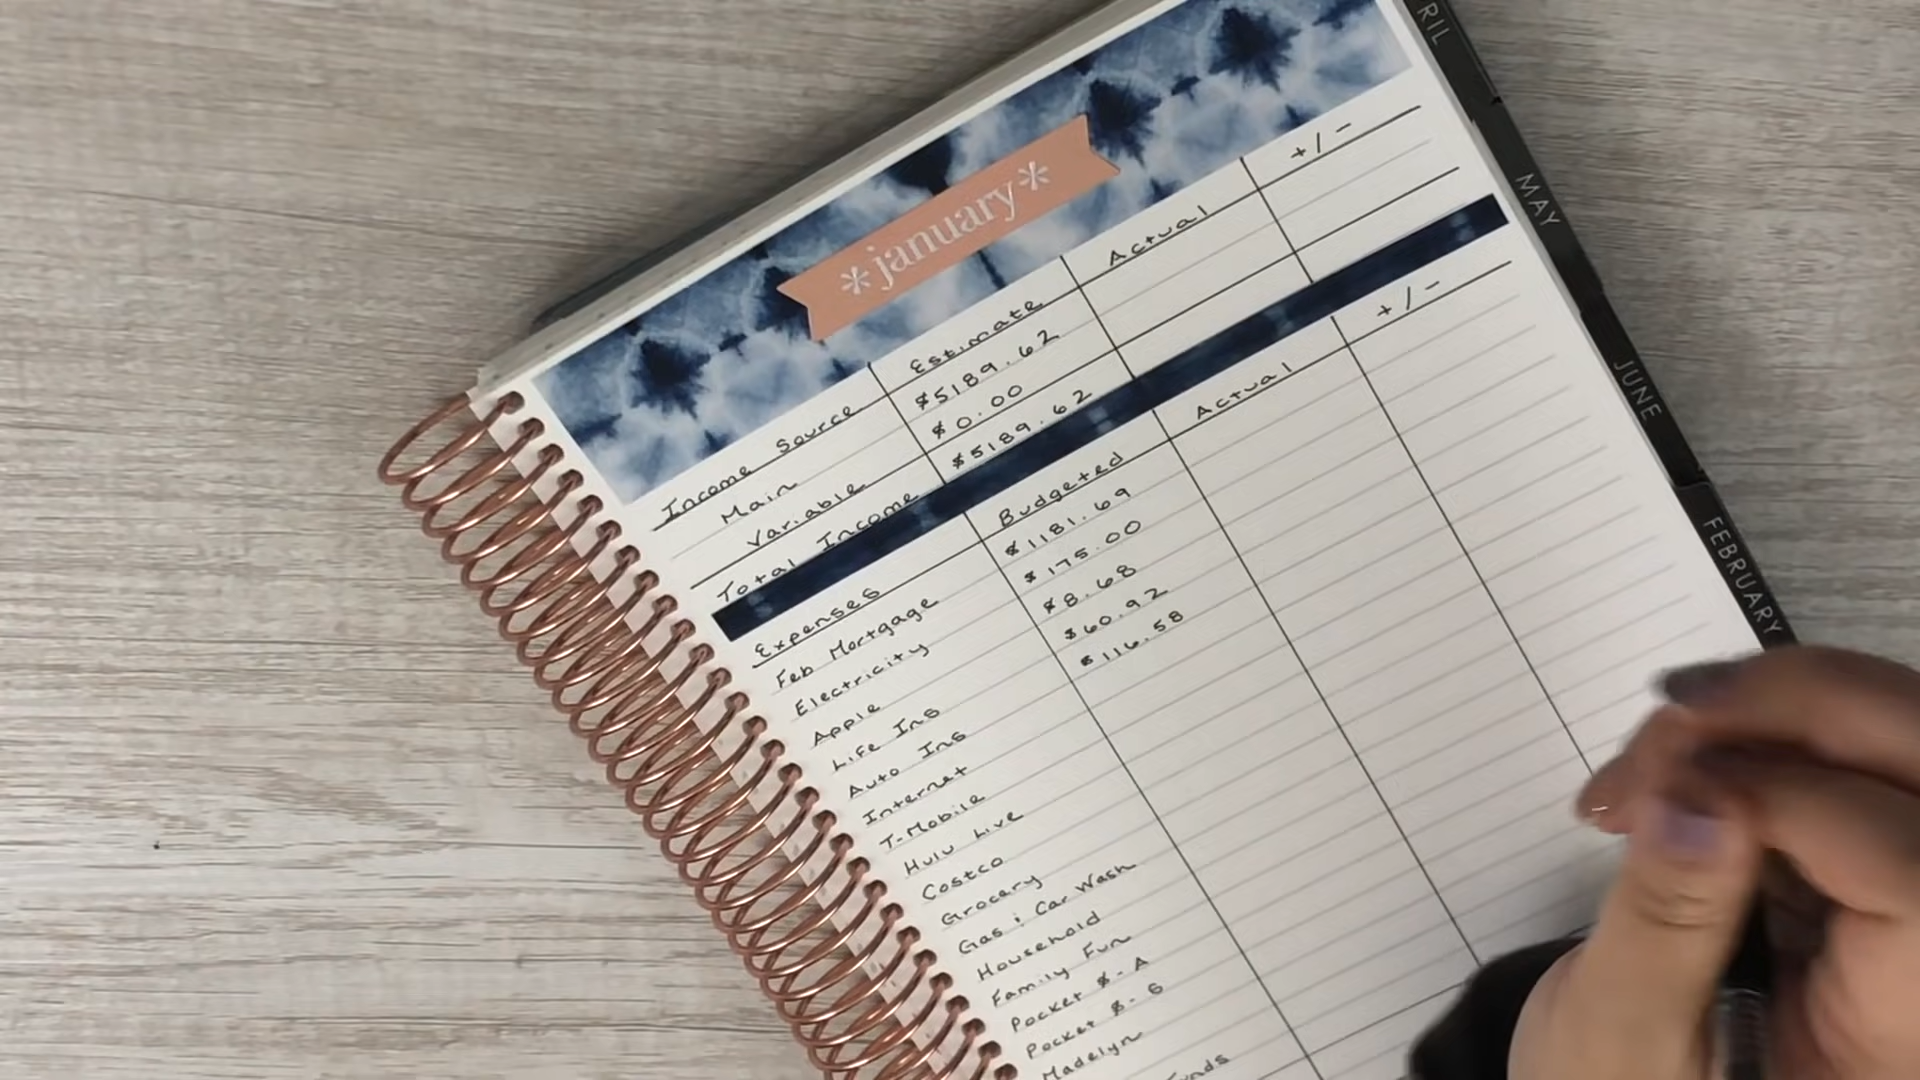 *january*
Income Source Estimate Actual +/-
Main $5189.62
Variable $0.00
Total Income $5189.62
Expenses Budgeted Actual +/-
Feb Mortgage $1181.69
Electricity $175.00
Apple $8.68
Life Ins $60.92
Auto Ins $116.58
Internet
T-Mobile
Hulu Live
Costco
Grocery
Gas & Car Wash
Household
Family Fun
Pocket $ - A
Pocket $ - G
Madelyn
RIL
MAY
JUNE
FEBRUARY